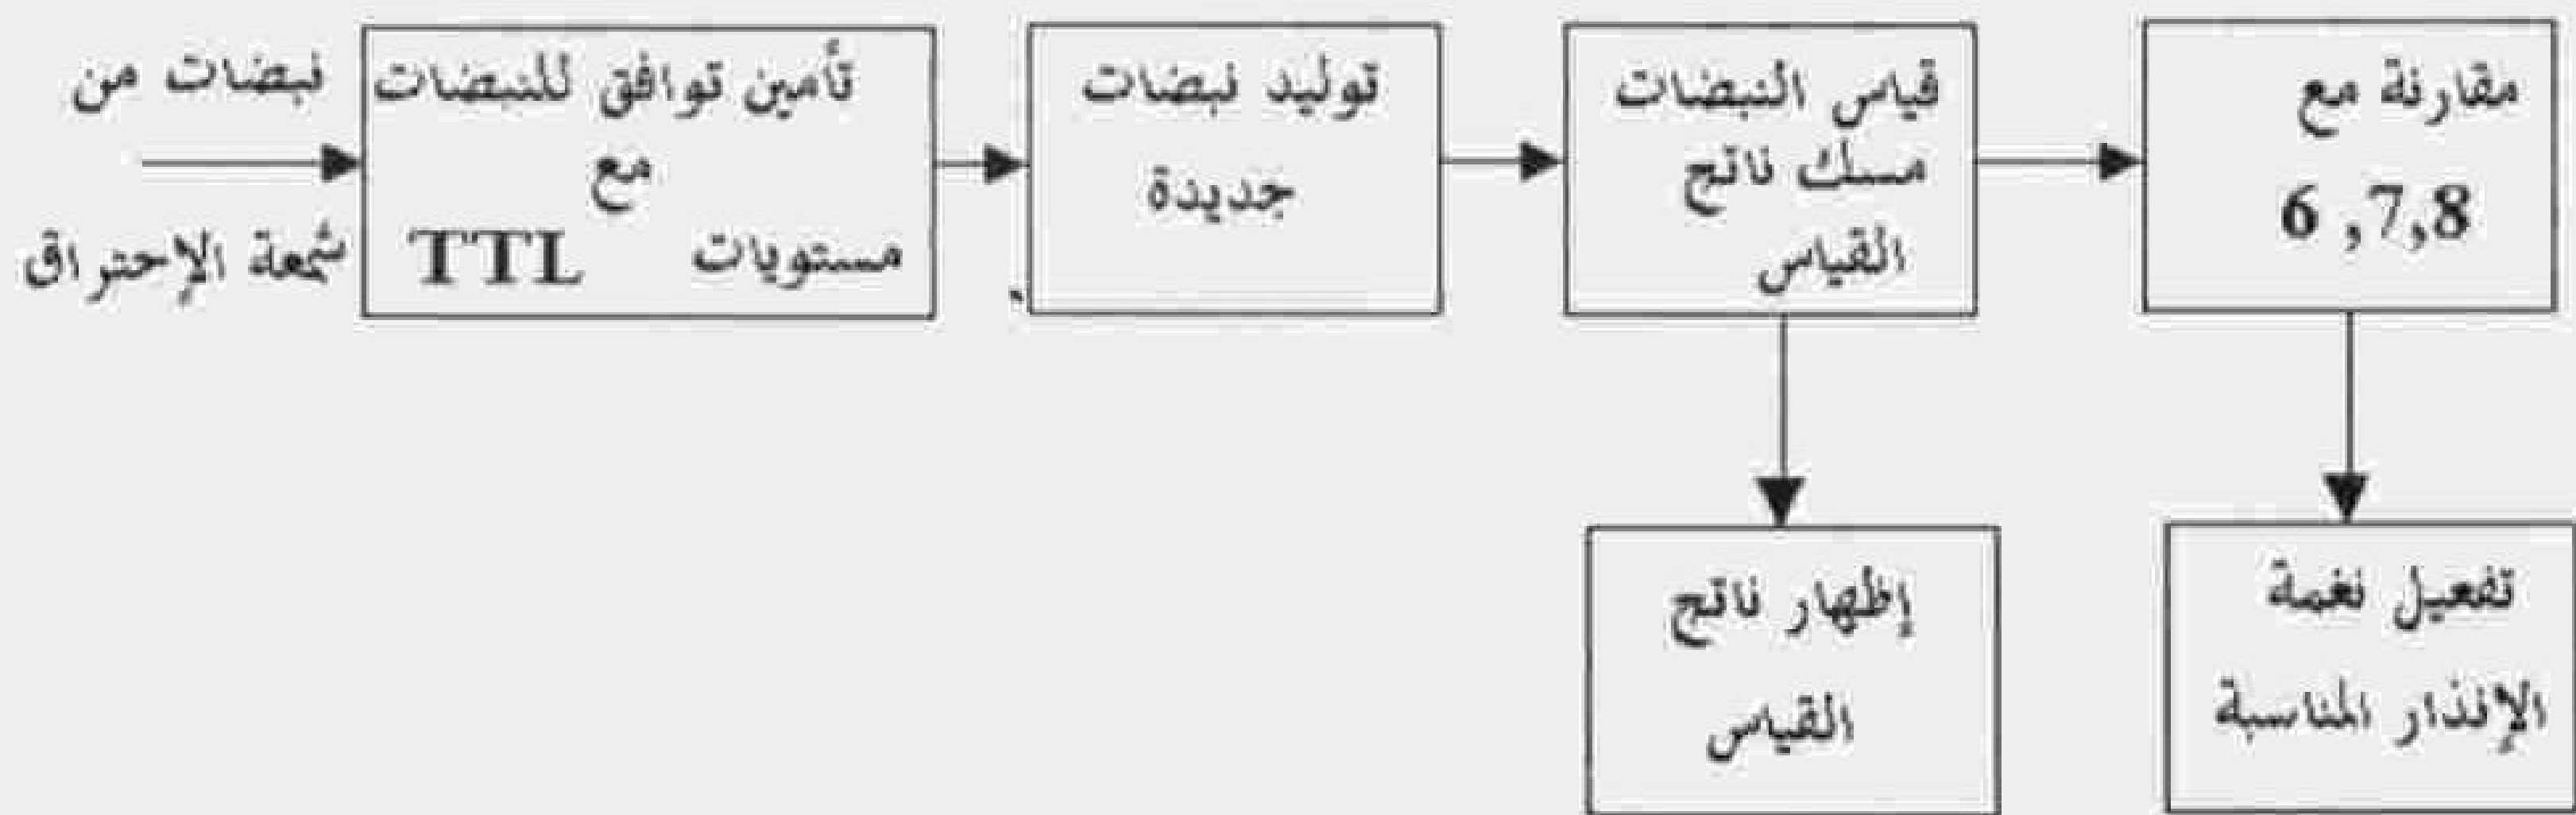 نبضات من
شمعة الإحتراق
تأمين توافق للنبضات
مع
مستويات TTL
توليد نبضات
جديدة
قياس النبضات
مسك ناتج
القياس
مقارنة مع
6 ,7,8
إظهار ناتج
القياس
تفعيل نغمة
الإنذار المناسبة